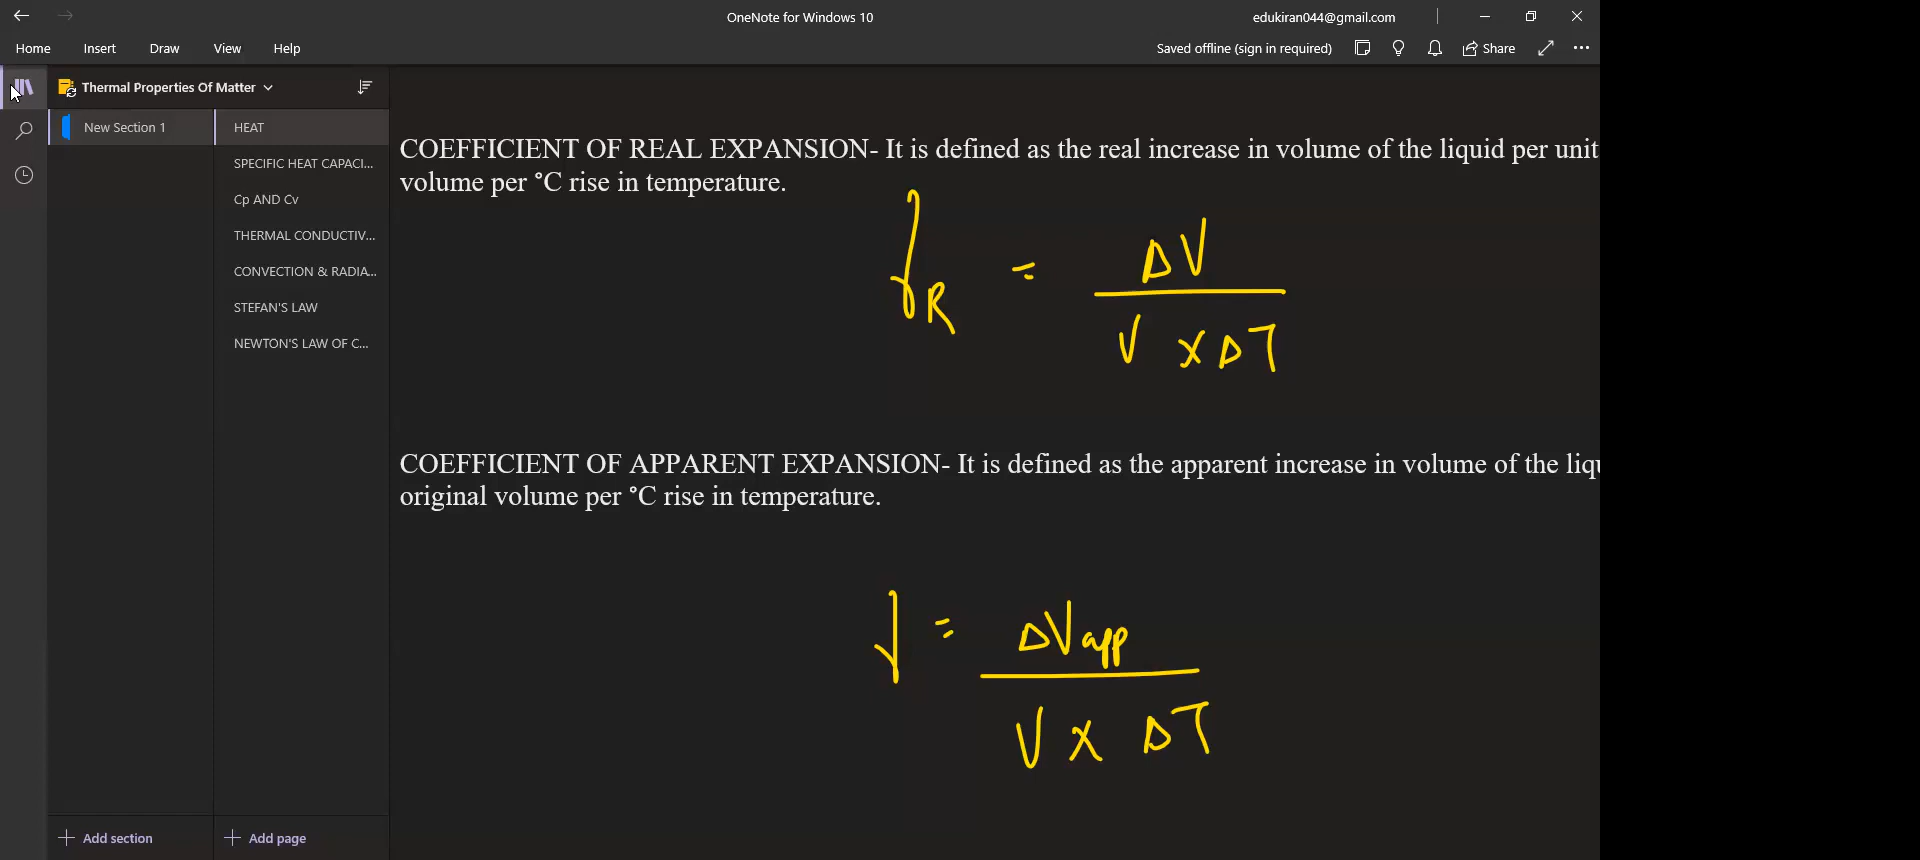 OneNote for Windows 10
edukiran044@gmail.com
Home Insert Draw View Help
Saved offline (sign in required)
Share
Thermal Properties Of Matter
New Section 1
HEAT
SPECIFIC HEAT CAPACI...
Cp AND Cv
THERMAL CONDUCTIV...
CONVECTION & RADIA...
STEFAN'S LAW
NEWTON'S LAW OF C...
Add section
Add page
COEFFICIENT OF REAL EXPANSION- It is defined as the real increase in volume of the liquid per unit
volume per °C rise in temperature.
γR = ΔV
V × ΔT
COEFFICIENT OF APPARENT EXPANSION- It is defined as the apparent increase in volume of the liqu
original volume per °C rise in temperature.
γ = ΔVapp
V × ΔT